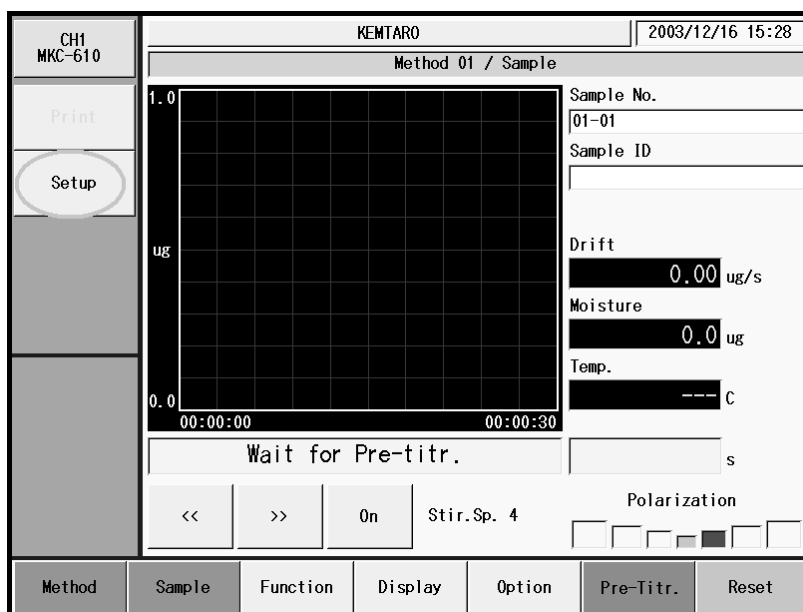 CH1
MKC-610
KEMTARO
2003/12/16 15:28
Method 01 / Sample
Print
Setup
1.0
ug
0.0
00:00:00
00:00:30
Sample No.
01-01
Sample ID
Drift
0.00 ug/s
Moisture
0.0 ug
Temp.
--- C
Wait for Pre-titr.
s
<<
>>
On
Stir.Sp. 4
Polarization
Method
Sample
Function
Display
Option
Pre-Titr.
Reset